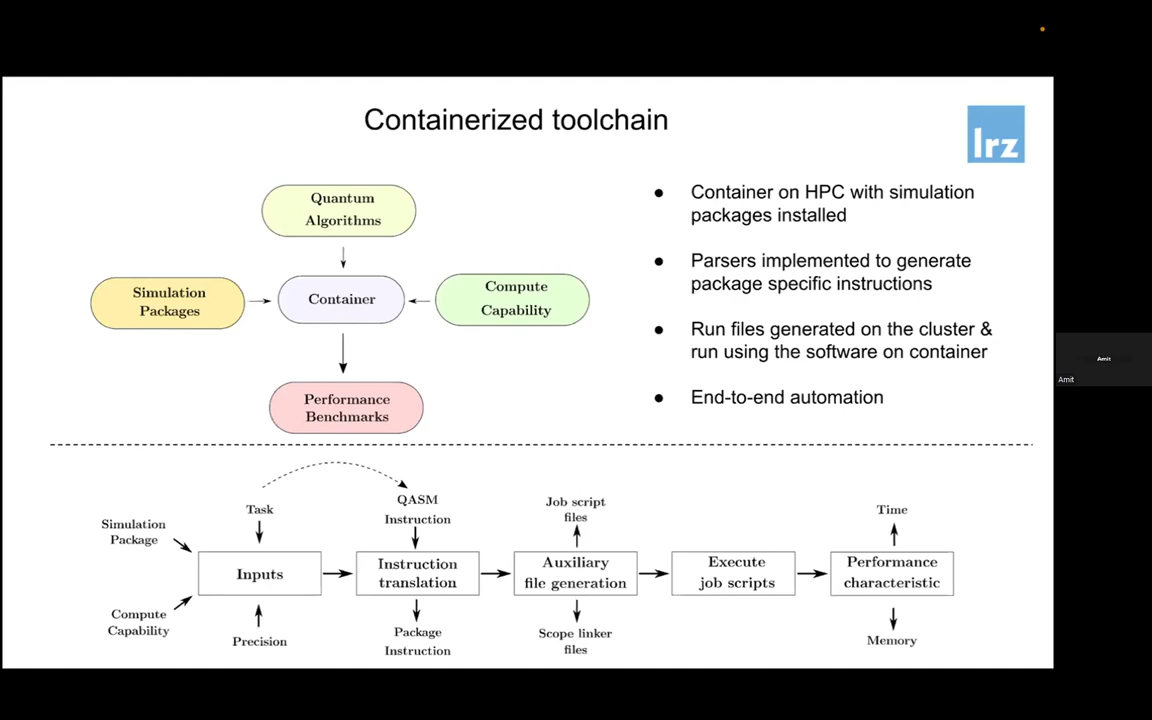 Containerized toolchain
lrz
Quantum
Algorithms
Simulation
Packages
Container
Compute
Capability
Performance
Benchmarks
● Container on HPC with simulation
packages installed
● Parsers implemented to generate
package specific instructions
● Run files generated on the cluster &
run using the software on container
● End-to-end automation
Amit
Amit
Task
QASM
Instruction
Job script
files
Time
Simulation
Package
Inputs
Instruction
translation
Auxiliary
file generation
Execute
job scripts
Performance
characteristic
Compute
Capability
Precision
Package
Instruction
Scope linker
files
Memory